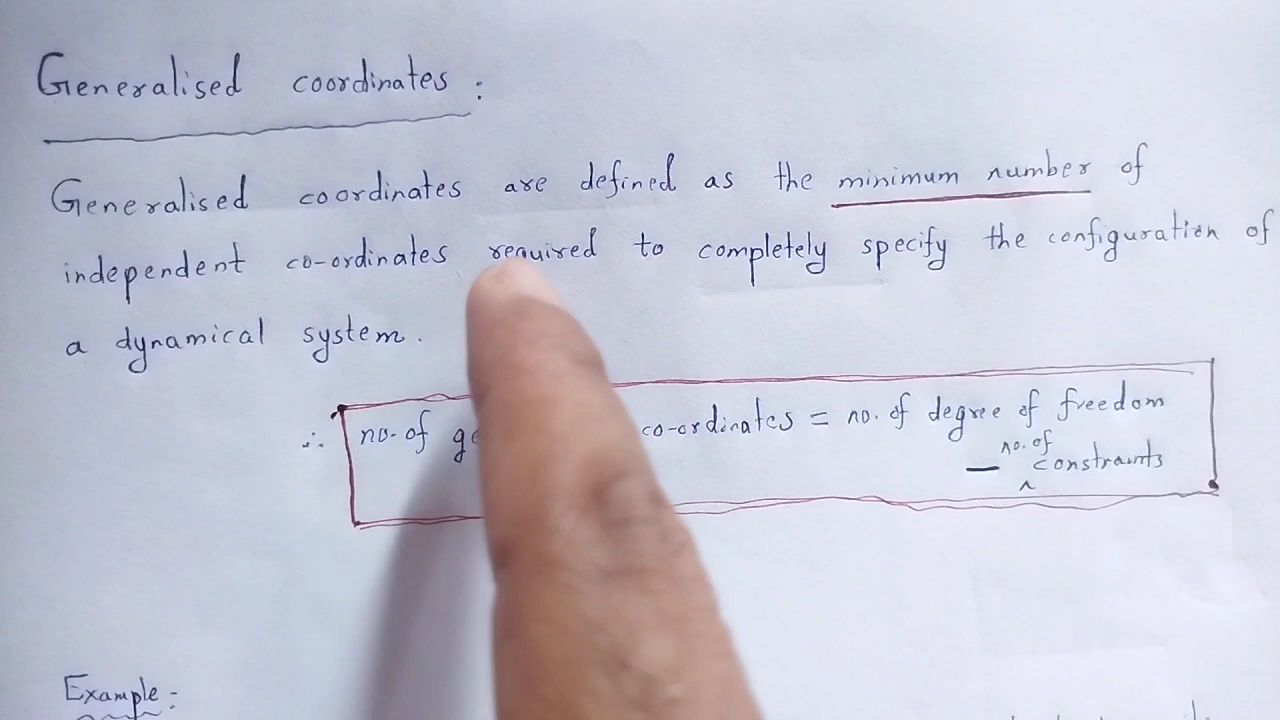 Generalised coordinates :
Generalised coordinates are defined as the minimum number of
independent co-ordinates required to completely specify the configuration of
a dynamical system.
∴ no. of co-ordinates = no. of degree of freedom
— no. of constraints
^
Example :